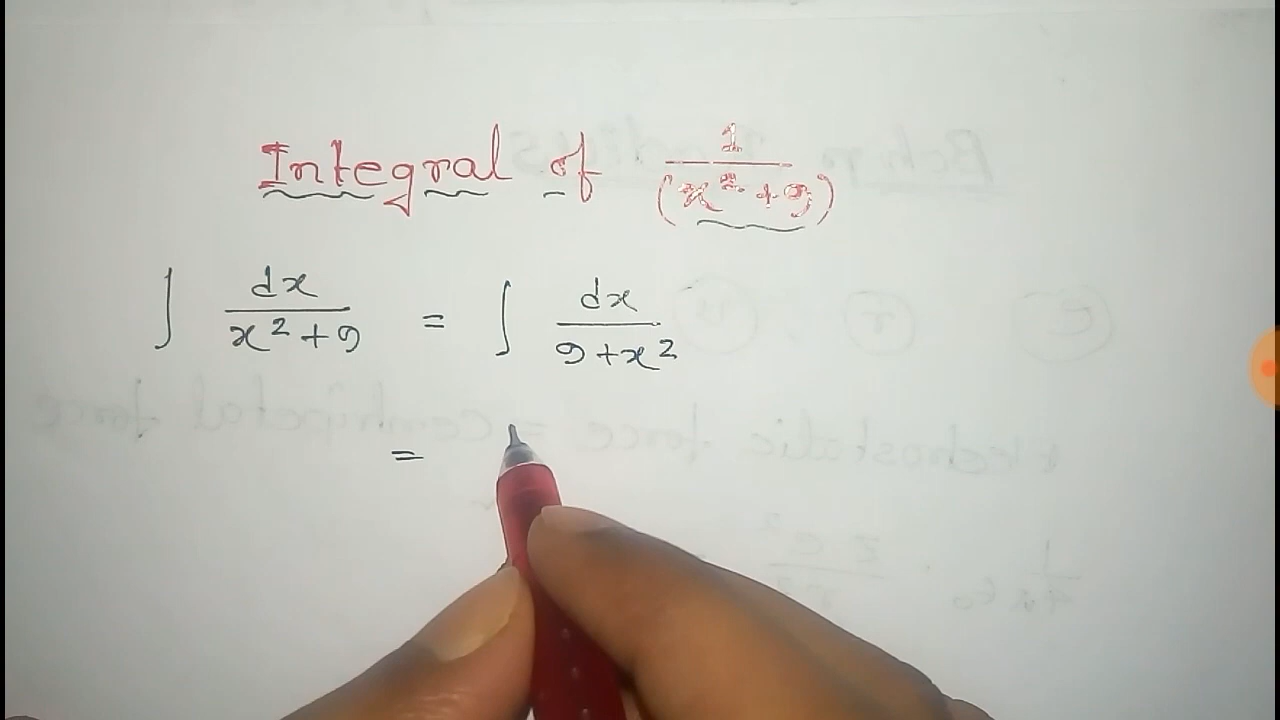 Integral of 1/(x²+9)
∫ dx/(x²+9) = ∫ dx/(9+x²)
=